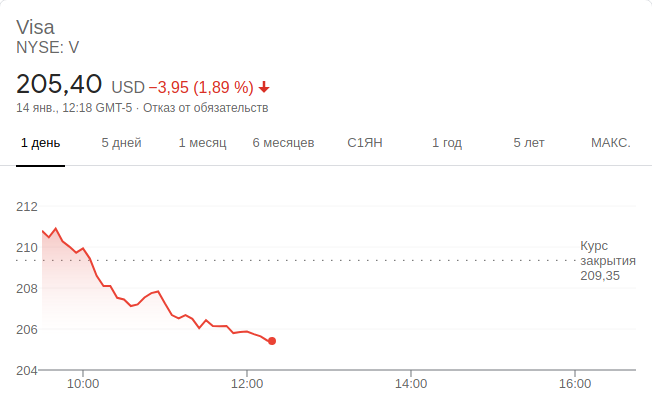 Visa
NYSE: V
205,40 USD −3,95 (1,89 %)
14 янв., 12:18 GMT-5 · Отказ от обязательств
1 день 5 дней 1 месяц 6 месяцев С1ЯН 1 год 5 лет МАКС.
212
210
208
206
204
Курс
закрытия
209,35
10:00 12:00 14:00 16:00